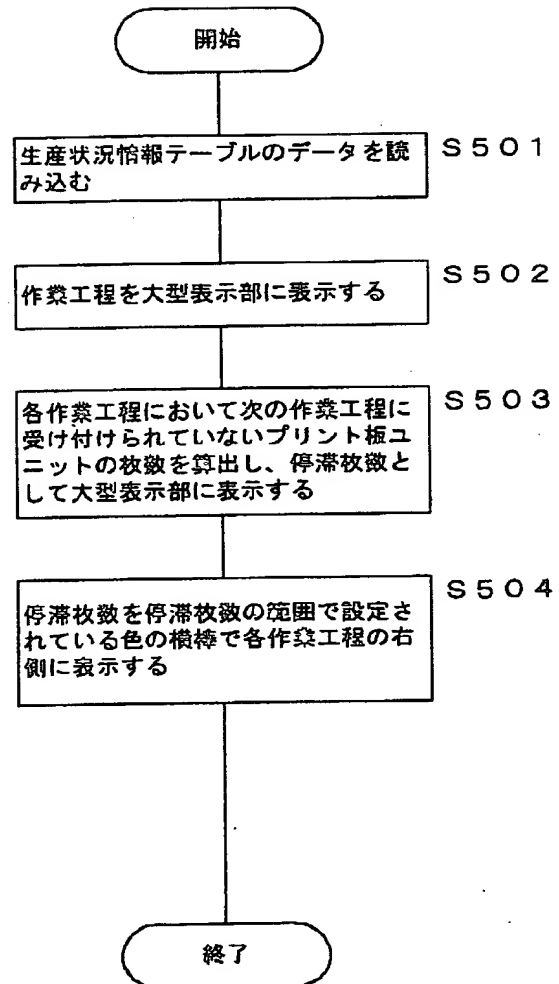 開始
生産状況情報テーブルのデータを読
み込む
S501
作業工程を大型表示部に表示する
S502
各作業工程において次の作業工程に
受け付けられていないプリント板ユ
ニットの枚数を算出し、停滞枚数と
して大型表示部に表示する
S503
停滞枚数を停滞枚数の範囲で設定さ
れている色の横棒で各作業工程の右
側に表示する
S504
終了